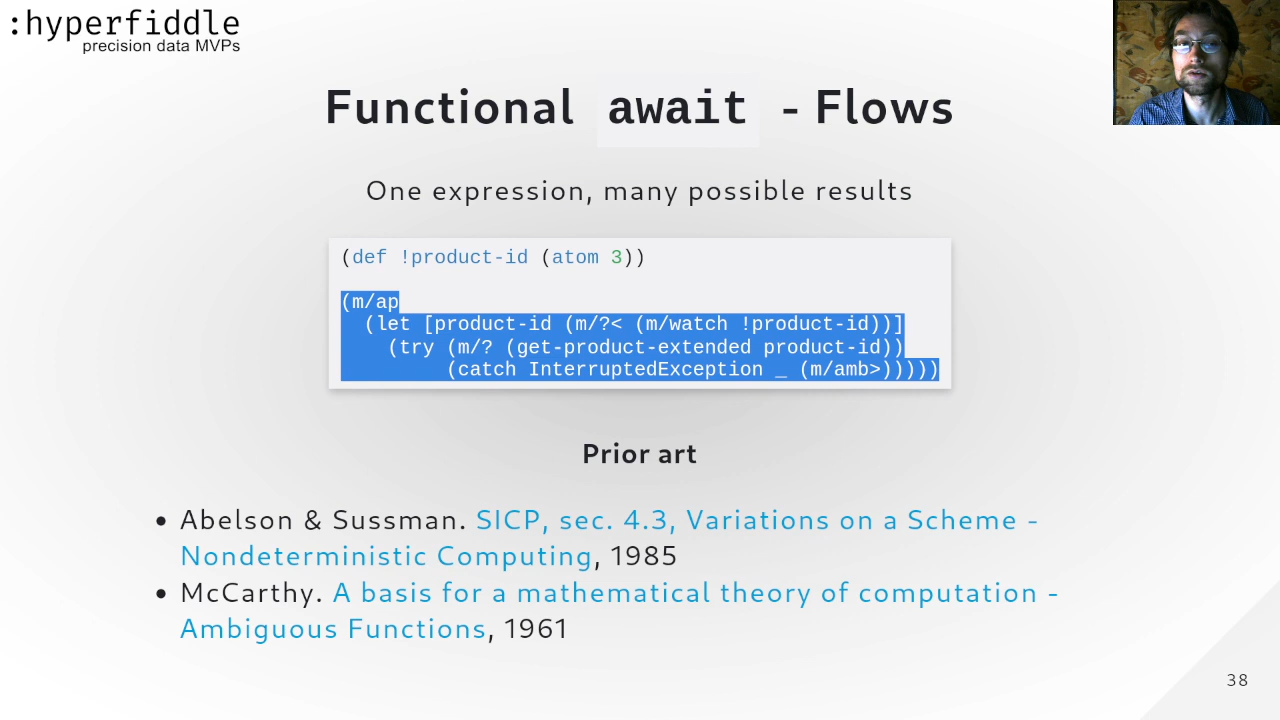 :hyperfiddle
precision data MVPs
Functional await - Flows
One expression, many possible results
(def !product-id (atom 3))
(m/ap
(let [product-id (m/?< (m/watch !product-id))]
(try (m/? (get-product-extended product-id))
(catch InterruptedException _ (m/amb>)))))
Prior art
• Abelson & Sussman. SICP, sec. 4.3, Variations on a Scheme -
Nondeterministic Computing, 1985
• McCarthy. A basis for a mathematical theory of computation -
Ambiguous Functions, 1961
38